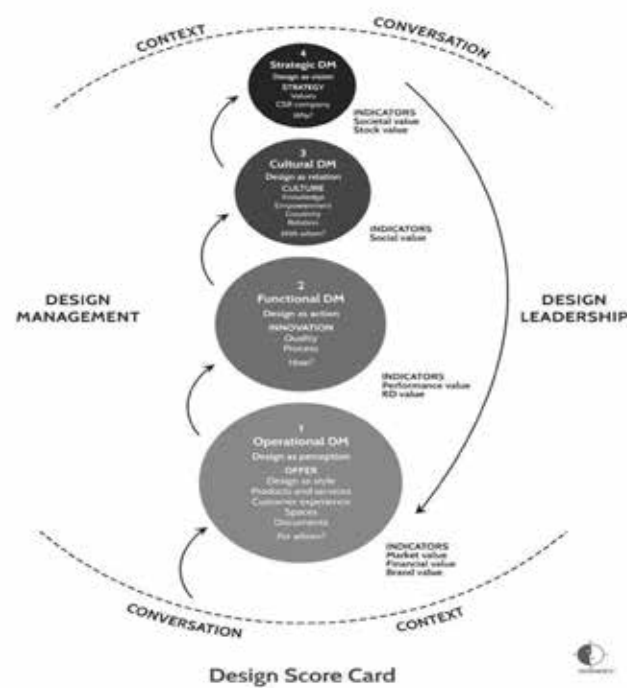 CONTEXT
CONVERSATION
4
Strategic DM
Design as vision
STRATEGY
Values
CSR company
Why?
INDICATORS
Societal value
Stock value
3
Cultural DM
Design as relation
CULTURE
Knowledge
Empowerment
Creativity
Relation
With whom?
INDICATORS
Social value
DESIGN
MANAGEMENT
DESIGN
LEADERSHIP
2
Functional DM
Design as action
INNOVATION
Quality
Process
How?
INDICATORS
Performance value
RD value
1
Operational DM
Design as perception
OFFER
Design as style
Products and services
Customer experience
Spaces
Documents
For whom?
INDICATORS
Market value
Financial value
Brand value
CONVERSATION
CONTEXT
Design Score Card